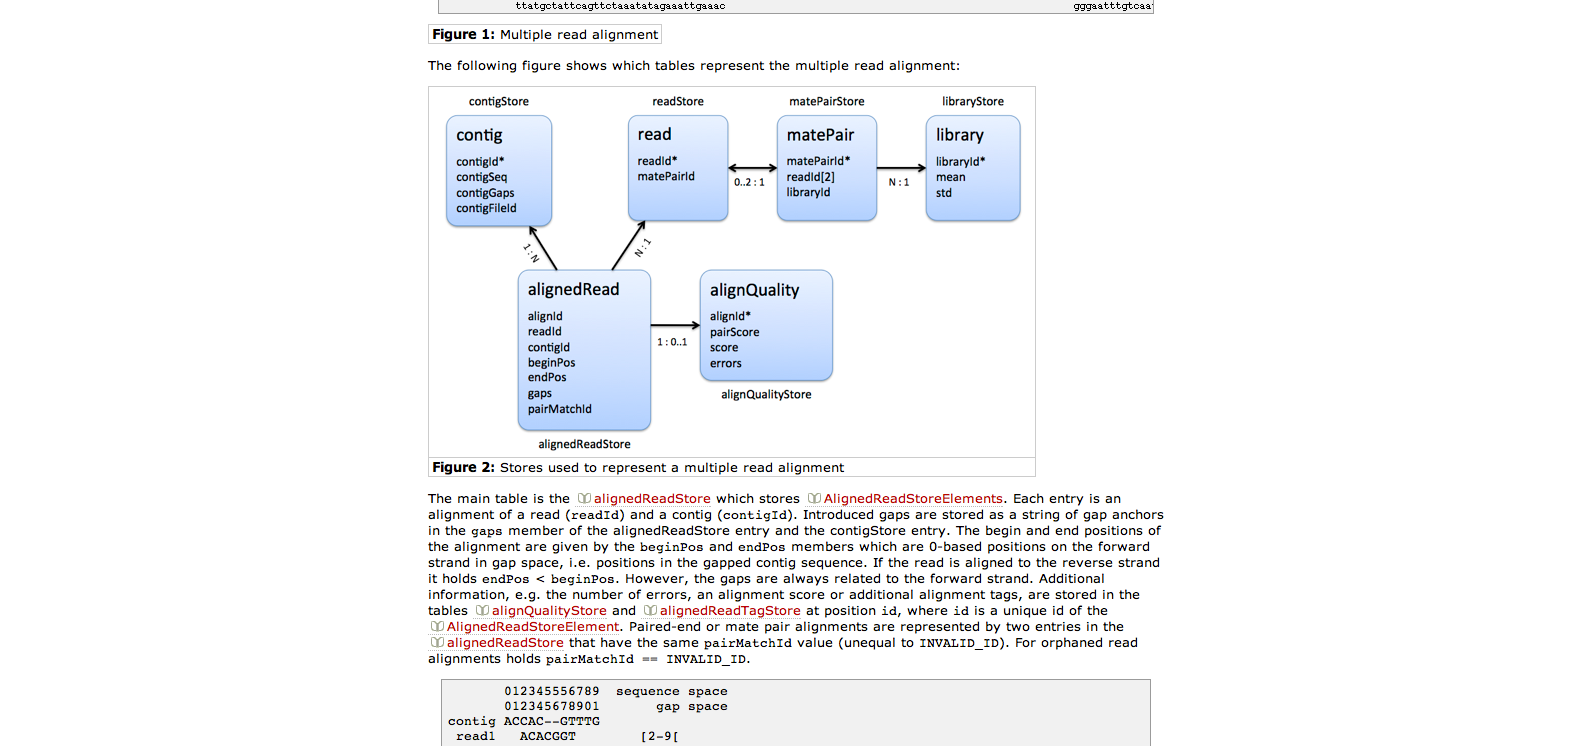 ttatgctattcagttctaaatatagaaattgaaac gggaatttgtcaa
Figure 1: Multiple read alignment
The following figure shows which tables represent the multiple read alignment:
contigStore readStore matePairStore libraryStore
contig
contigId*
contigSeq
contigGaps
contigFileId
read
readId*
matePairId
0..2 : 1
matePair
matePairId*
readId[2]
libraryId
N : 1
library
libraryId*
mean
std
1 : N
N : 1
alignedRead
alignId
readId
contigId
beginPos
endPos
gaps
pairMatchId
1 : 0..1
alignQuality
alignId*
pairScore
score
errors
alignQualityStore
alignedReadStore
Figure 2: Stores used to represent a multiple read alignment
The main table is the alignedReadStore which stores AlignedReadStoreElements. Each entry is an
alignment of a read (readId) and a contig (contigId). Introduced gaps are stored as a string of gap anchors
in the gaps member of the alignedReadStore entry and the contigStore entry. The begin and end positions of
the alignment are given by the beginPos and endPos members which are 0-based positions on the forward
strand in gap space, i.e. positions in the gapped contig sequence. If the read is aligned to the reverse strand
it holds endPos < beginPos. However, the gaps are always related to the forward strand. Additional
information, e.g. the number of errors, an alignment score or additional alignment tags, are stored in the
tables alignQualityStore and alignedReadTagStore at position id, where id is a unique id of the
AlignedReadStoreElement. Paired-end or mate pair alignments are represented by two entries in the
alignedReadStore that have the same pairMatchId value (unequal to INVALID_ID). For orphaned read
alignments holds pairMatchId == INVALID_ID.
012345556789 sequence space
012345678901 gap space
contig ACCAC--GTTTG
read1 ACACGGT [2-9[